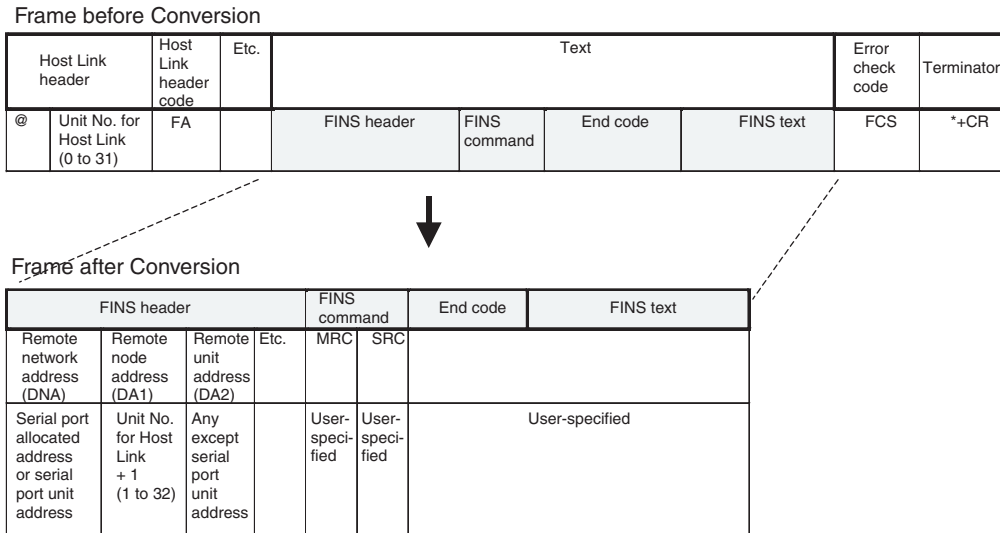 Frame before Conversion
Host Link header
Host Link header code
Etc.
Text
Error check code
Terminator
@
Unit No. for Host Link (0 to 31)
FA
FINS header
FINS command
End code
FINS text
FCS
*+CR
Frame after Conversion
FINS header
FINS command
End code
FINS text
Remote network address (DNA)
Remote node address (DA1)
Remote unit address (DA2)
Etc.
MRC
SRC
Serial port allocated address or serial port unit address
Unit No. for Host Link + 1 (1 to 32)
Any except serial port unit address
User-speci-fied
User-speci-fied
User-specified